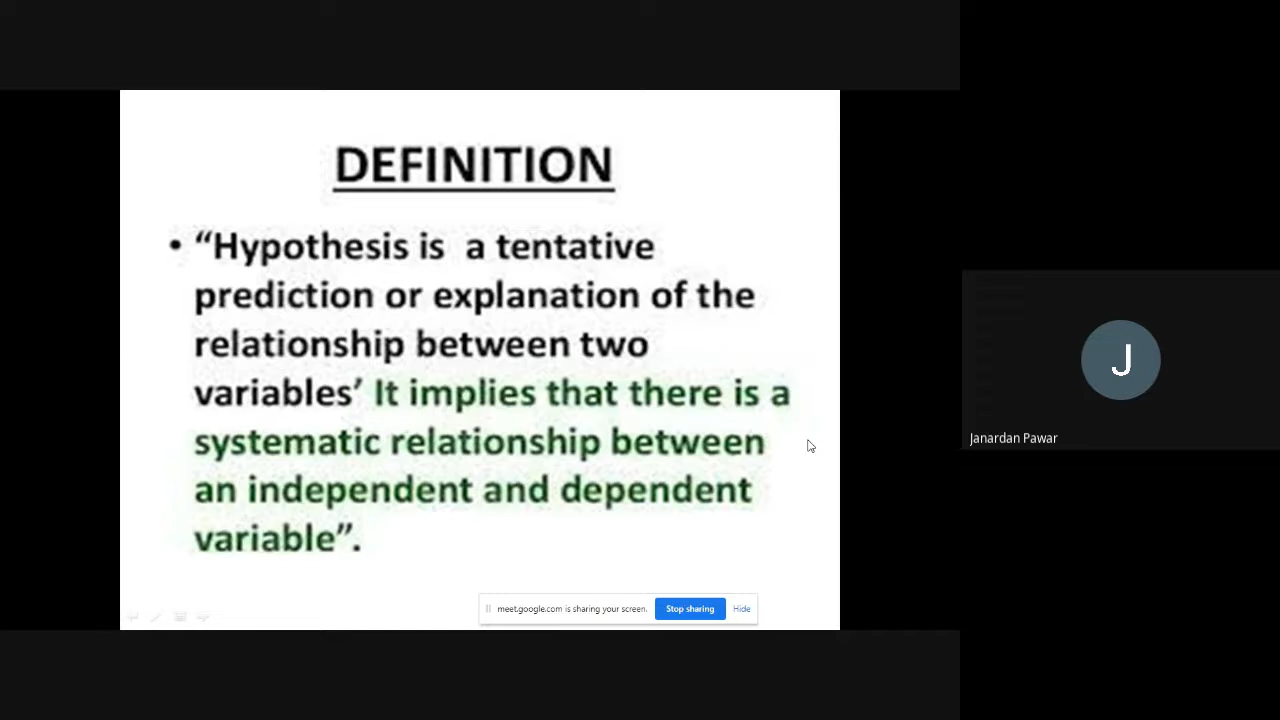 DEFINITION
• “Hypothesis is a tentative
prediction or explanation of the
relationship between two
variables’ It implies that there is a
systematic relationship between
an independent and dependent
variable”.
meet.google.com is sharing your screen. Stop sharing Hide
J
Janardan Pawar